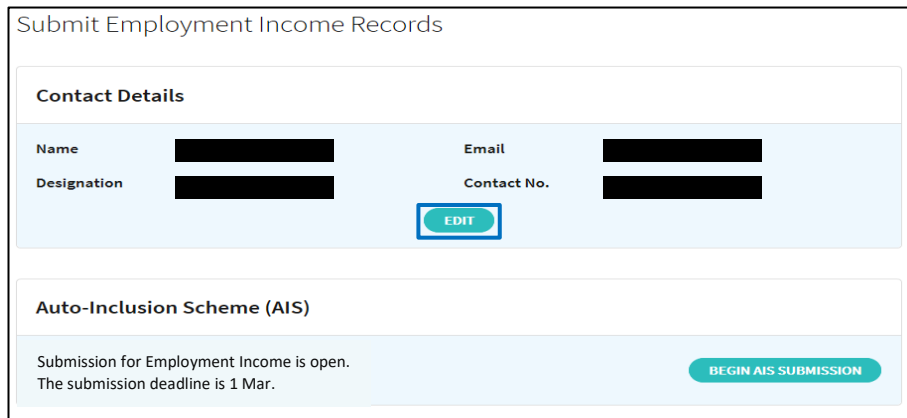 Submit Employment Income Records
Contact Details
Name
Email
Designation
Contact No.
EDIT
Auto-Inclusion Scheme (AIS)
Submission for Employment Income is open.
The submission deadline is 1 Mar.
BEGIN AIS SUBMISSION